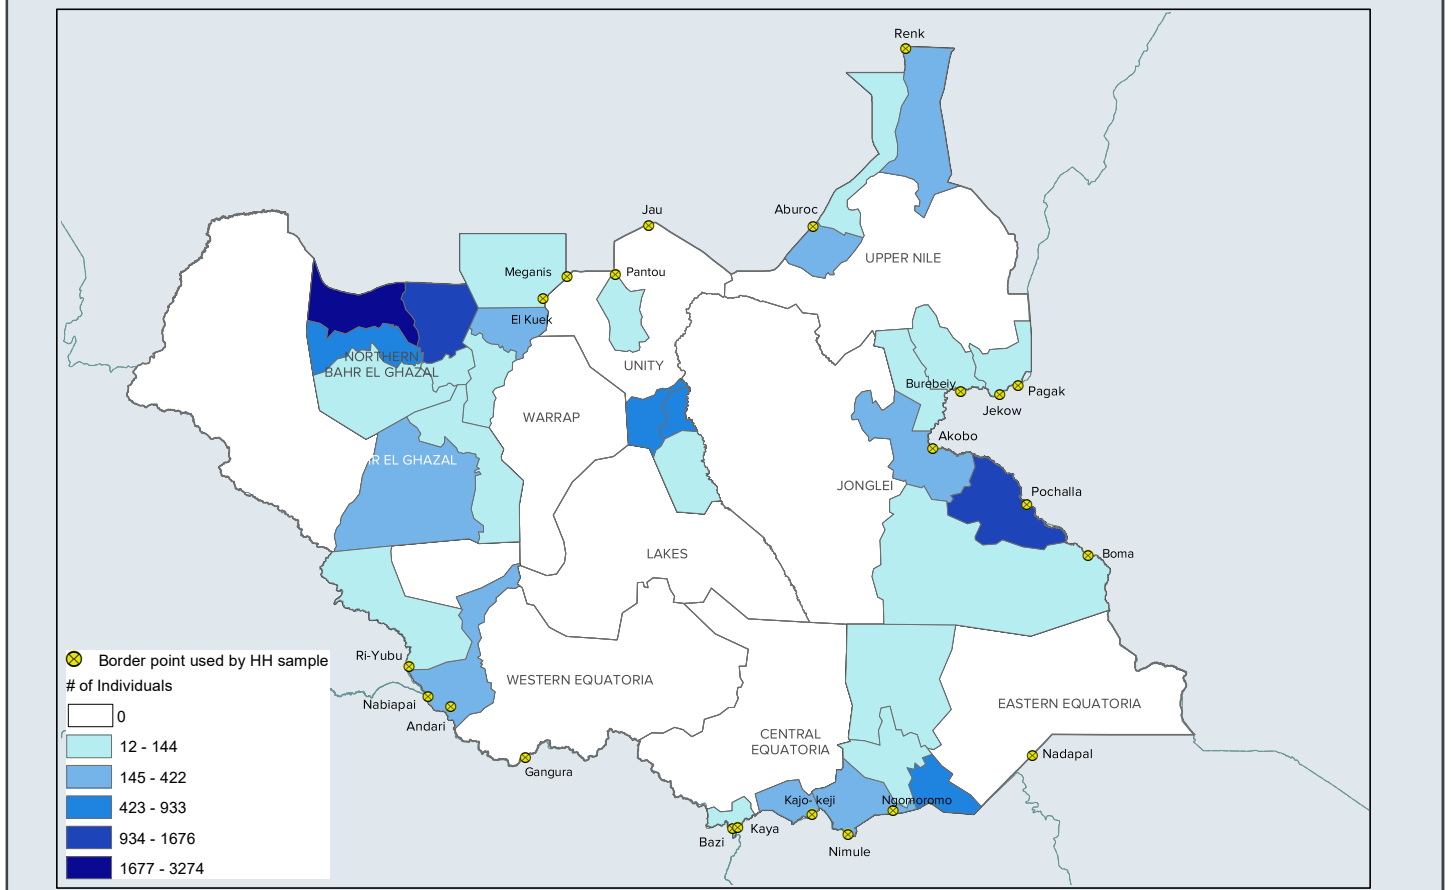 Renk
Jau
Aburoc
UPPER NILE
Meganis
Pantou
El Kuek
NORTHERN
BAHR EL GHAZAL
UNITY
Burebeiy
Pagak
Jekow
WARRAP
Akobo
R EL GHAZAL
JONGLEI
Pochalla
LAKES
Boma
Ri-Yubu
WESTERN EQUATORIA
Nabiapai
Andari
EASTERN EQUATORIA
CENTRAL
EQUATORIA
Nadapal
Gangura
Kajo- keji
Ngomoromo
Bazi
Kaya
Nimule
Border point used by HH sample
# of Individuals
0
12 - 144
145 - 422
423 - 933
934 - 1676
1677 - 3274